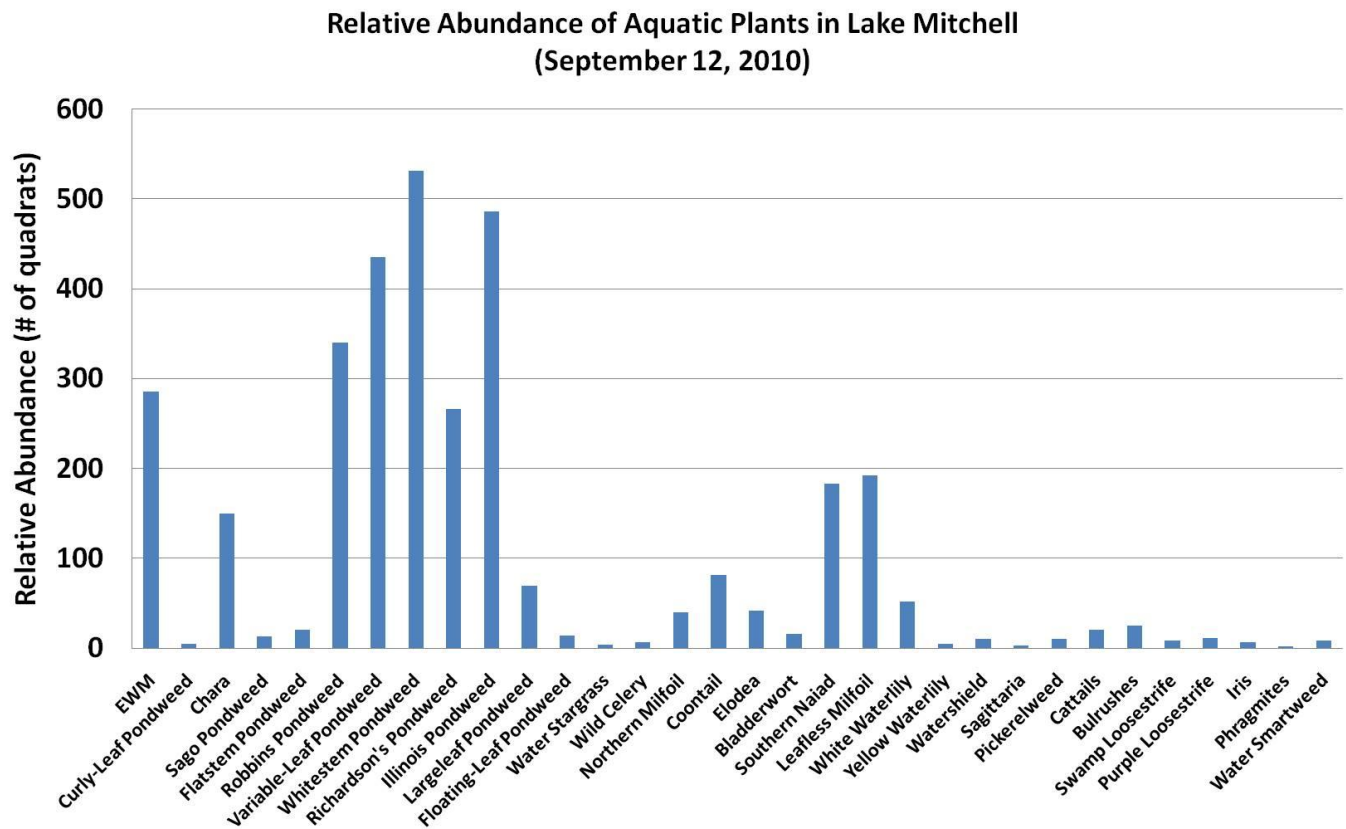 Relative Abundance of Aquatic Plants in Lake Mitchell
(September 12, 2010)
Relative Abundance (# of quadrats)
600
500
400
300
200
100
0
EWM
Curly-Leaf Pondweed
Chara
Sago Pondweed
Flatstem Pondweed
Robbins Pondweed
Variable-Leaf Pondweed
Whitestem Pondweed
Richardson's Pondweed
Illinois Pondweed
Largeleaf Pondweed
Floating-Leaf Pondweed
Water Stargrass
Wild Celery
Northern Milfoil
Coontail
Elodea
Bladderwort
Southern Naiad
Leafless Milfoil
White Waterlily
Yellow Waterlily
Watershield
Sagittaria
Pickerelweed
Cattails
Bulrushes
Swamp Loosestrife
Purple Loosestrife
Iris
Phragmites
Water Smartweed